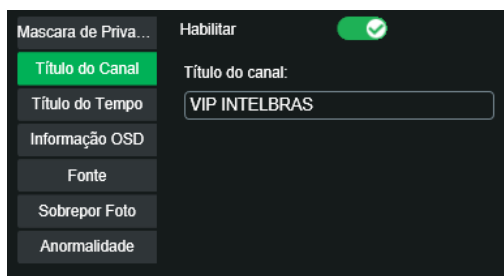 Mascara de Priva...
Título do Canal
Título do Tempo
Informação OSD
Fonte
Sobrepor Foto
Anormalidade
Habilitar
Título do canal:
VIP INTELBRAS